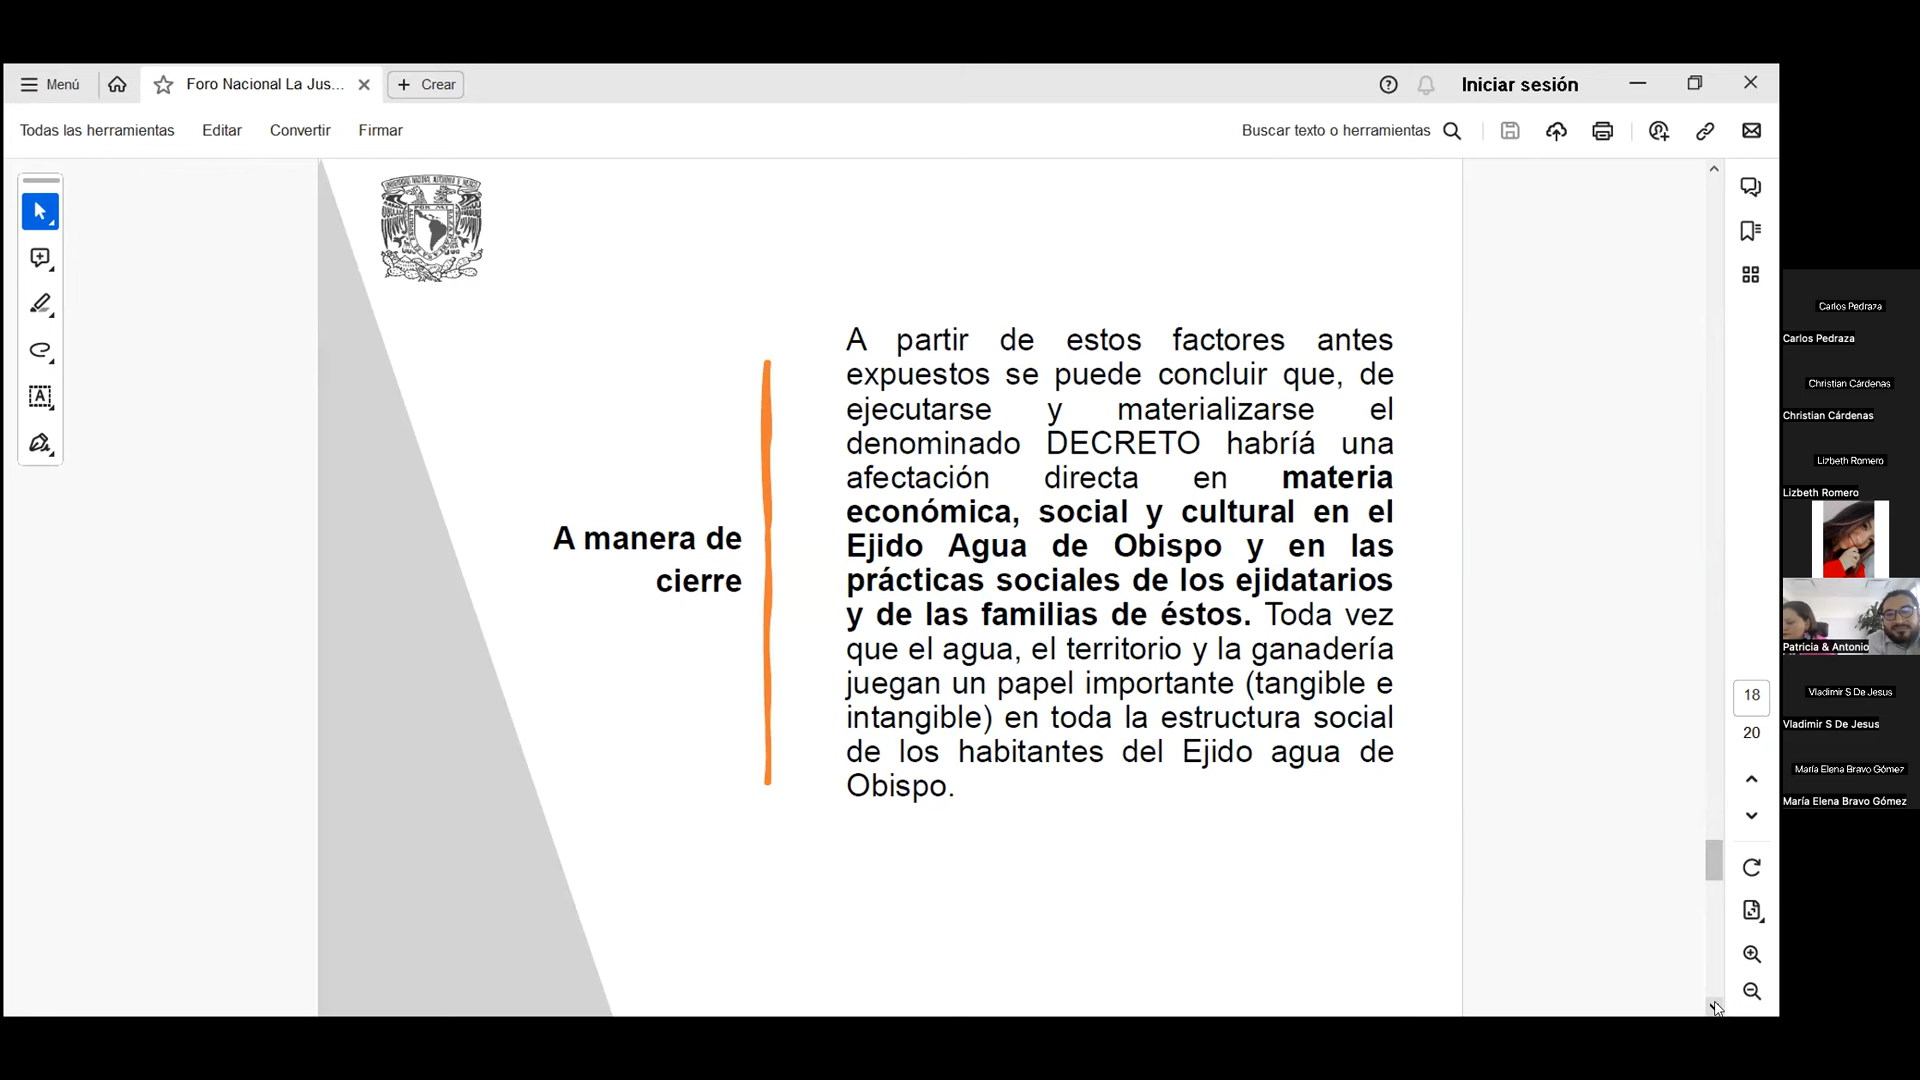 Menú
Foro Nacional La Jus...
Crear
Iniciar sesión
Todas las herramientas
Editar
Convertir
Firmar
Buscar texto o herramientas
A manera de
cierre
A partir de estos factores antes
expuestos se puede concluir que, de
ejecutarse y materializarse el
denominado DECRETO habríá una
afectación directa en materia
económica, social y cultural en el
Ejido Agua de Obispo y en las
prácticas sociales de los ejidatarios
y de las familias de éstos. Toda vez
que el agua, el territorio y la ganadería
juegan un papel importante (tangible e
intangible) en toda la estructura social
de los habitantes del Ejido agua de
Obispo.
18
20
Carlos Pedraza
Carlos Pedraza
Christian Cárdenas
Christian Cárdenas
Lizbeth Romero
Lizbeth Romero
Patricia & Antonio
Vladimir S De Jesus
Vladimir S De Jesus
María Elena Bravo Gómez
María Elena Bravo Gómez